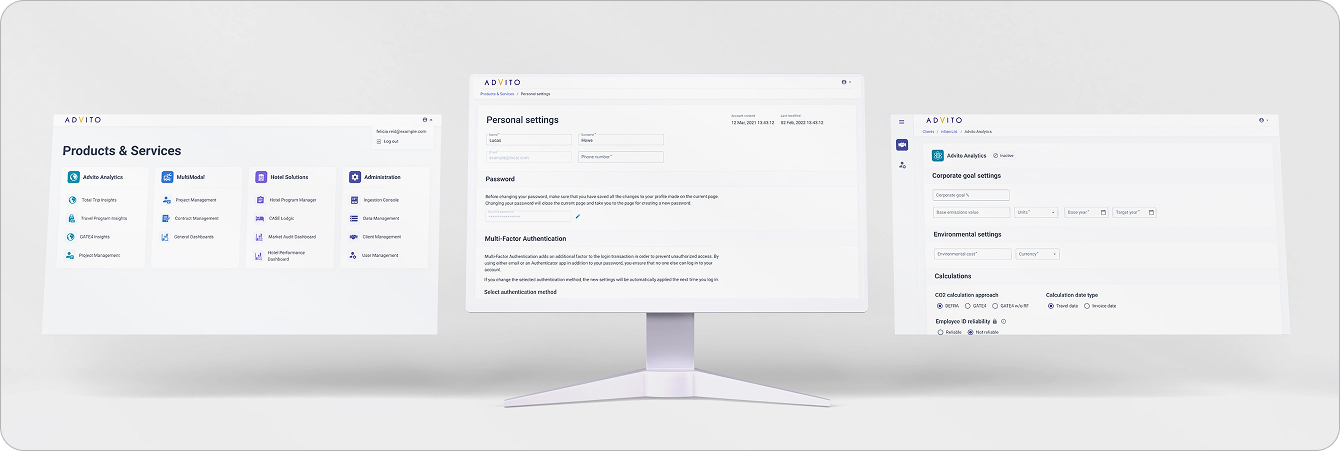 ADVITO
felicia.reid@example.com
Log out
Products & Services
Advito Analytics
Total Trip Insights
Travel Program Insights
GATE4 Insights
Project Management
MultiModal
Project Management
Contract Management
General Dashboards
Hotel Solutions
Hotel Program Manager
CASE Lodgic
Market Audit Dashboard
Hotel Performance
Dashboard
Administration
Ingestion Console
Data Management
Client Management
User Management
ADVITO
Products & Services / Personal settings
Personal settings
Account created
12 Mar, 2021 13:43:12
Last modified
02 Feb, 2023 13:43:12
Name*
Lucas
Surname*
Howe
Email
example@local.com
Phone number*
Password
Before changing your password, make sure that you have saved all the changes to your profile made on the current page.
Changing your password will close the current page and take you to the page for creating a new password.
Multi-Factor Authentication
Multi-Factor Authentication adds an additional factor to the login transaction in order to prevent unauthorized access. By
using either email or an Authenticator app in addition to your password, you ensure that no one else can log in to your
account.
If you change the selected authentication method, the new settings will be automatically applied the next time you log in
Select authentication method
ADVITO
Clients / / Advito Analytics
Advito Analytics
Inactive
Corporate goal settings
Corporate goal %
Base emissions value
Units*
Base year*
Target year*
Environmental settings
Environmental cost*
Currency*
Calculations
CO2 calculation approach
DEFRA
GATE4
GATE4 w/o RF
Calculation date type
Travel date
Invoice date
Employee ID reliability
Reliable
Not reliable